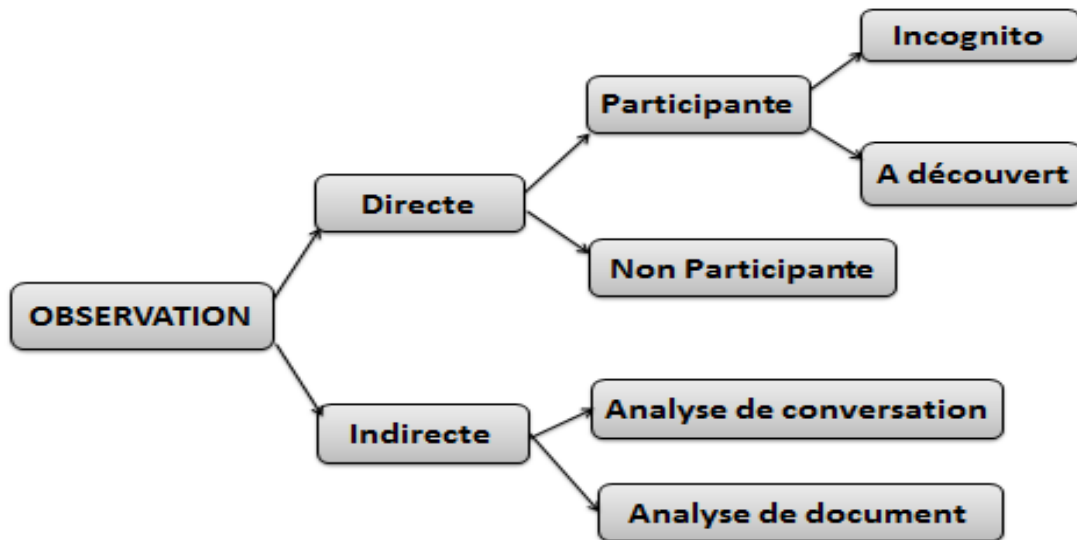 Incognito
Participante
A découvert
Directe
Non Participante
OBSERVATION
Analyse de conversation
Indirecte
Analyse de document